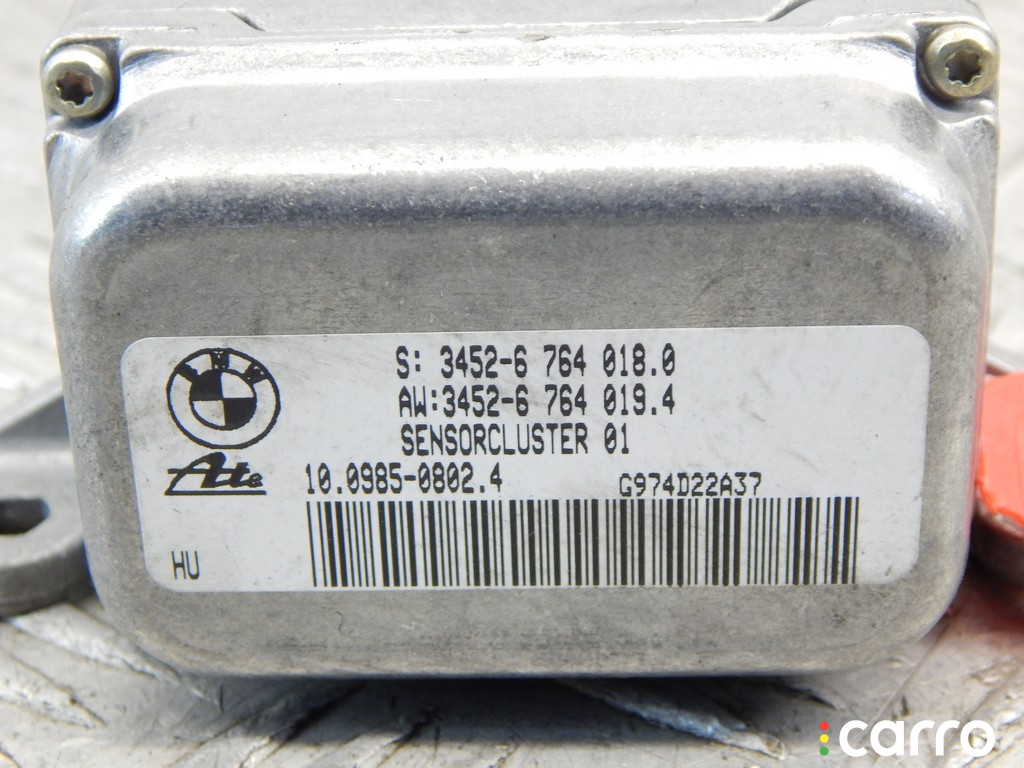 BMW
S: 3452-6 764 018.0
AW:3452-6 764 019.4
SENSORCLUSTER 01
Ate
10.0985-0802.4 G974D22A37
HU
carro